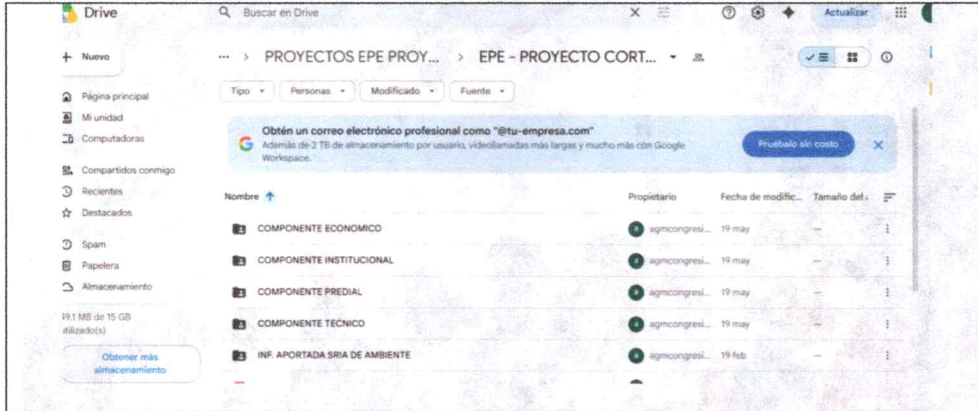 Drive
Buscar en Drive
Actualizar
Nuevo
... > PROYECTOS EPE PROY... > EPE - PROYECTO CORT...
Tipo Personas Modificado Fuente
Página principal
Mi unidad
Computadoras
Compartidos conmigo
Recientes
Destacados
Spam
Papelera
Almacenamiento
19.1 MB de 15 GB
utilizado(s)
Obtener más
almacenamiento
Obtén un correo electrónico profesional como "@tu-empresa.com"
Además de 2 TB de almacenamiento por usuario, videollamadas más largas y mucho más con Google
Workspace.
Pruébalo sin costo
Nombre Propietario Fecha de modific... Tamaño del
COMPONENTE ECONOMICO agmcongresi... 19 may
COMPONENTE INSTITUCIONAL agmcongresi... 19 may
COMPONENTE PREDIAL agmcongresi... 19 may
COMPONENTE TECNICO agmcongresi... 19 may
INF. APORTADA SRIA DE AMBIENTE agmcongresi... 19 feb